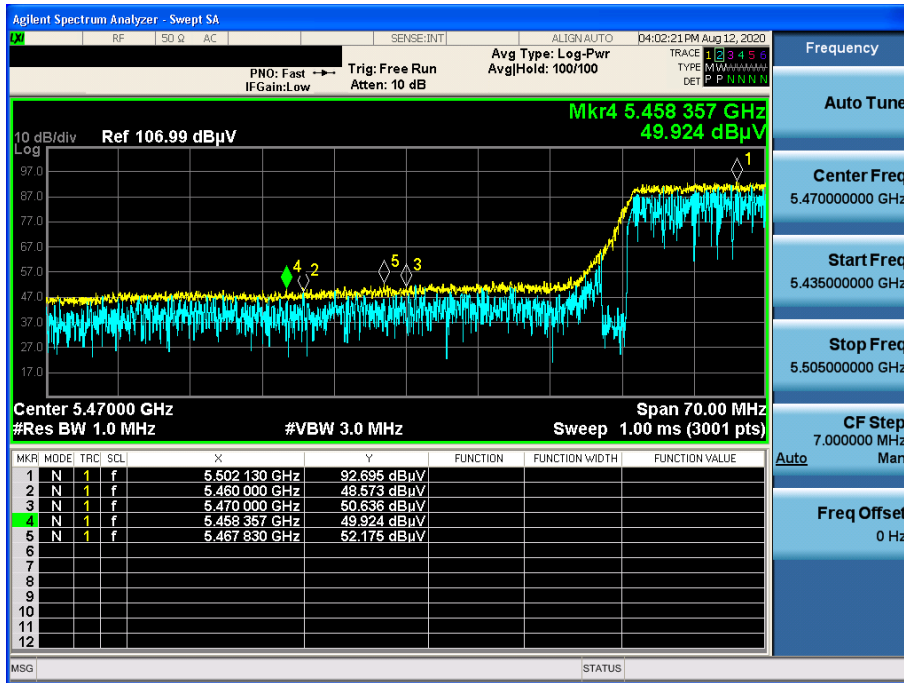 Agilent Spectrum Analyzer - Swept SA
LXI RF 50 Ω AC SENSE:INT ALIGN AUTO 04:02:21 PM Aug 12, 2020
Frequency
PNO: Fast Trig: Free Run Avg Type: Log-Pwr TRACE 1 2 3 4 5 6
IFGain:Low Atten: 10 dB Avg|Hold: 100/100 TYPE M WWWWW
DET P P N N N N
Auto Tune
Mkr4 5.458 357 GHz
49.924 dBµV
10 dB/div Ref 106.99 dBµV
Log
97.0
87.0
77.0
67.0
57.0
47.0
37.0
27.0
17.0
1
4 2 5 3
Center Freq
5.470000000 GHz
Start Freq
5.435000000 GHz
Stop Freq
5.505000000 GHz
Center 5.47000 GHz Span 70.00 MHz
#Res BW 1.0 MHz #VBW 3.0 MHz Sweep 1.00 ms (3001 pts)
CF Step
7.000000 MHz
Auto Man
Freq Offset
0 Hz
MKR MODE TRC SCL X Y FUNCTION FUNCTION WIDTH FUNCTION VALUE
1 N 1 f 5.502 130 GHz 92.695 dBµV
2 N 1 f 5.460 000 GHz 48.573 dBµV
3 N 1 f 5.470 000 GHz 50.636 dBµV
4 N 1 f 5.458 357 GHz 49.924 dBµV
5 N 1 f 5.467 830 GHz 52.175 dBµV
6
7
8
9
10
11
12
MSG STATUS